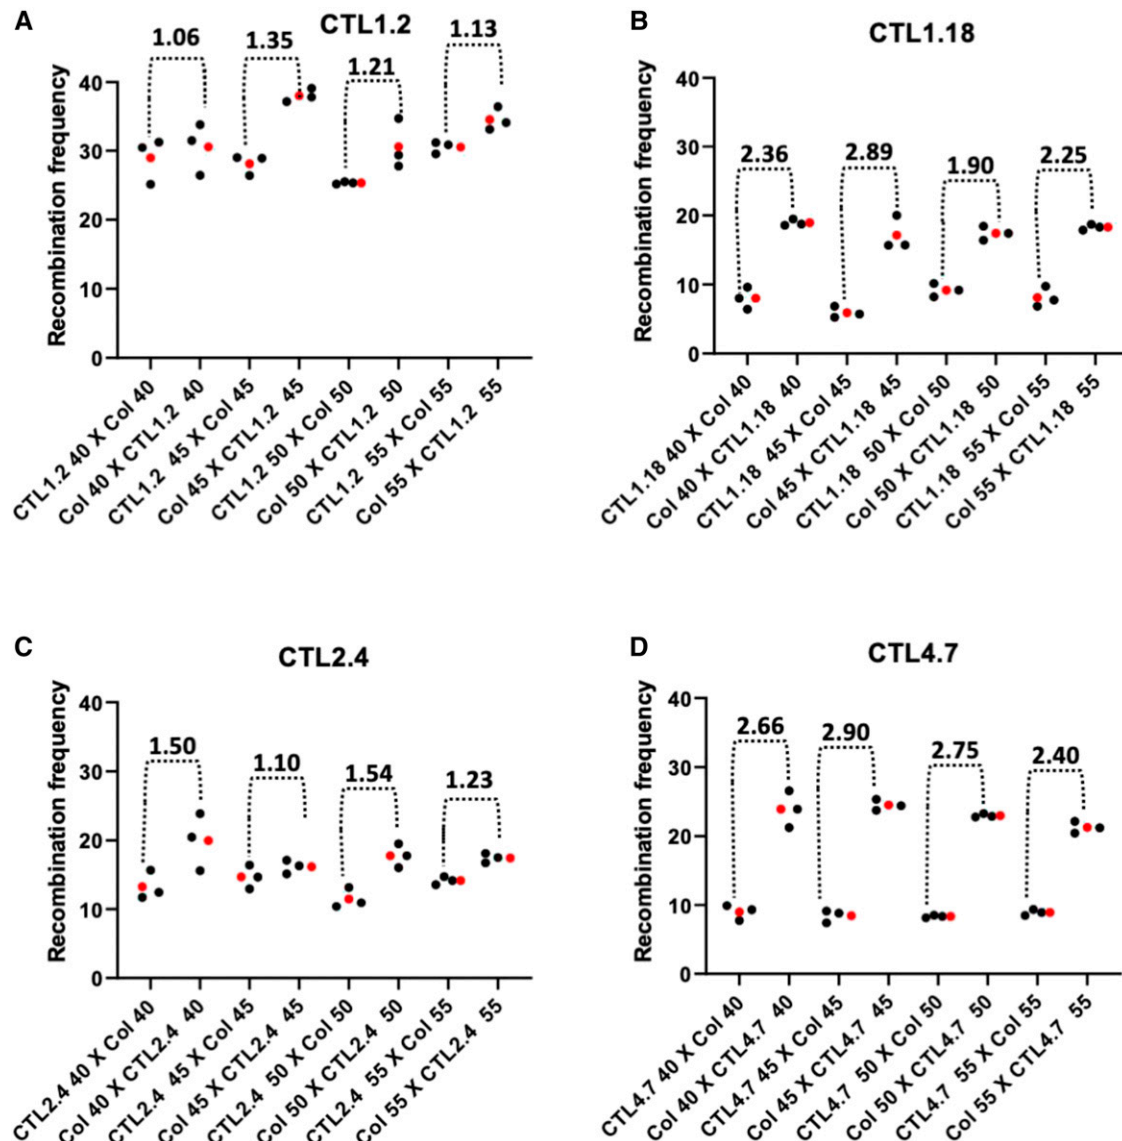 A
CTL1.2
1.06
1.35
1.21
1.13
Recombination frequency
40
30
20
10
0
CTL1.2 40 X Col 40
Col 40 X CTL1.2 40
CTL1.2 45 X Col 45
Col 45 X CTL1.2 45
CTL1.2 50 X Col 50
Col 50 X CTL1.2 50
CTL1.2 55 X Col 55
Col 55 X CTL1.2 55
B
CTL1.18
2.36
2.89
1.90
2.25
Recombination frequency
40
30
20
10
0
CTL1.18 40 X Col 40
Col 40 X CTL1.18 40
CTL1.18 45 X Col 45
Col 45 X CTL1.18 45
CTL1.18 50 X Col 50
Col 50 X CTL1.18 50
CTL1.18 55 X Col 55
Col 55 X CTL1.18 55
C
CTL2.4
1.50
1.10
1.54
1.23
Recombination frequency
40
30
20
10
0
CTL2.4 40 X Col 40
Col 40 X CTL2.4 40
CTL2.4 45 X Col 45
Col 45 X CTL2.4 45
CTL2.4 50 X Col 50
Col 50 X CTL2.4 50
CTL2.4 55 X Col 55
Col 55 X CTL2.4 55
D
CTL4.7
2.66
2.90
2.75
2.40
Recombination frequency
40
30
20
10
0
CTL4.7 40 X Col 40
Col 40 X CTL4.7 40
CTL4.7 45 X Col 45
Col 45 X CTL4.7 45
CTL4.7 50 X Col 50
Col 50 X CTL4.7 50
CTL4.7 55 X Col 55
Col 55 X CTL4.7 55